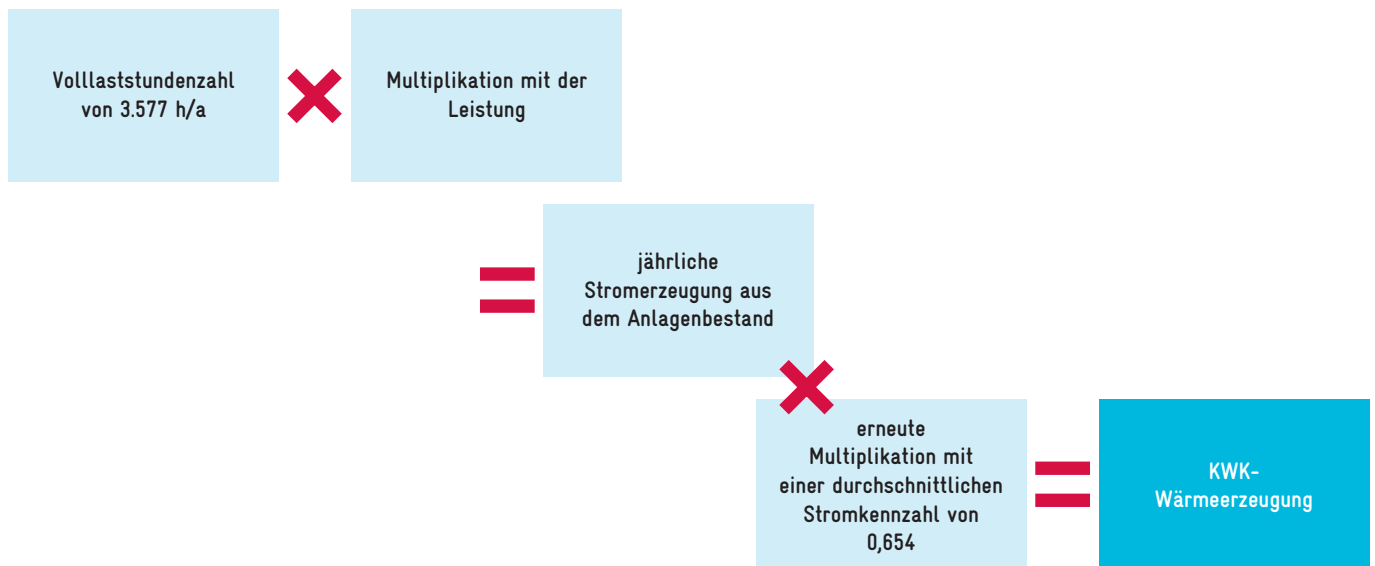 Volllaststundenzahl
von 3.577 h/a
Multiplikation mit der
Leistung
jährliche
Stromerzeugung aus
dem Anlagenbestand
erneute
Multiplikation mit
einer durchschnittlichen
Stromkennzahl von
0,654
KWK-
Wärmeerzeugung